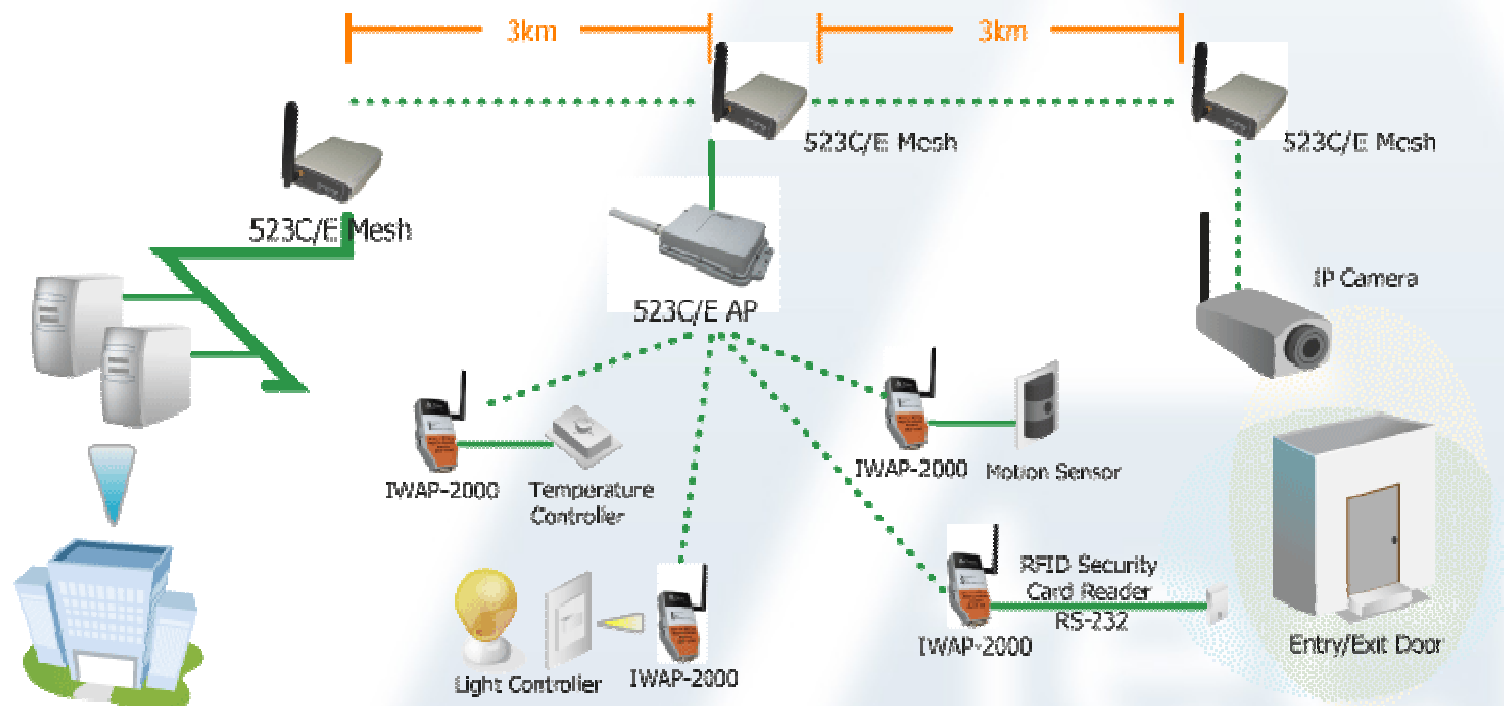 3km
3km
523C/E Mesh
523C/E Mesh
523C/E Mesh
523C/E AP
IP Camera
IWAP-2000
Temperature
Controller
IWAP-2000
Motion Sensor
RFID Security
Card Reader
RS-232
IWAP-2000
Entry/Exit Door
Light Controller
IWAP-2000